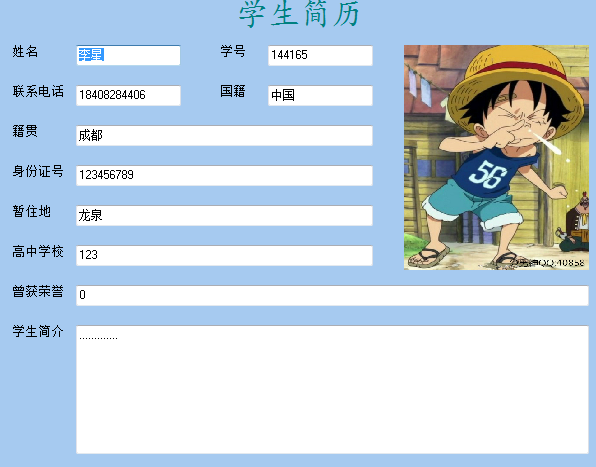 学生简历
姓名 李星 学号 144165
联系电话 18408284406 国籍 中国
籍贯 成都
身份证号 123456789
暂住地 龙泉
高中学校 123
曾获荣誉 0
学生简介 .............
56
QQ:40858